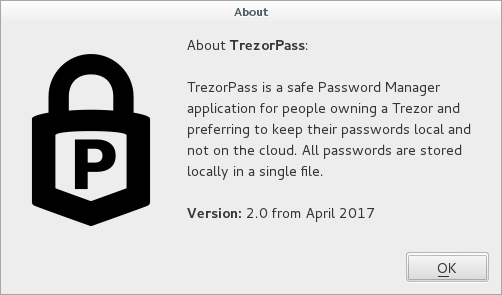 About
About TrezorPass:
TrezorPass is a safe Password Manager
application for people owning a Trezor and
preferring to keep their passwords local and
not on the cloud. All passwords are stored
locally in a single file.
Version: 2.0 from April 2017
P
OK